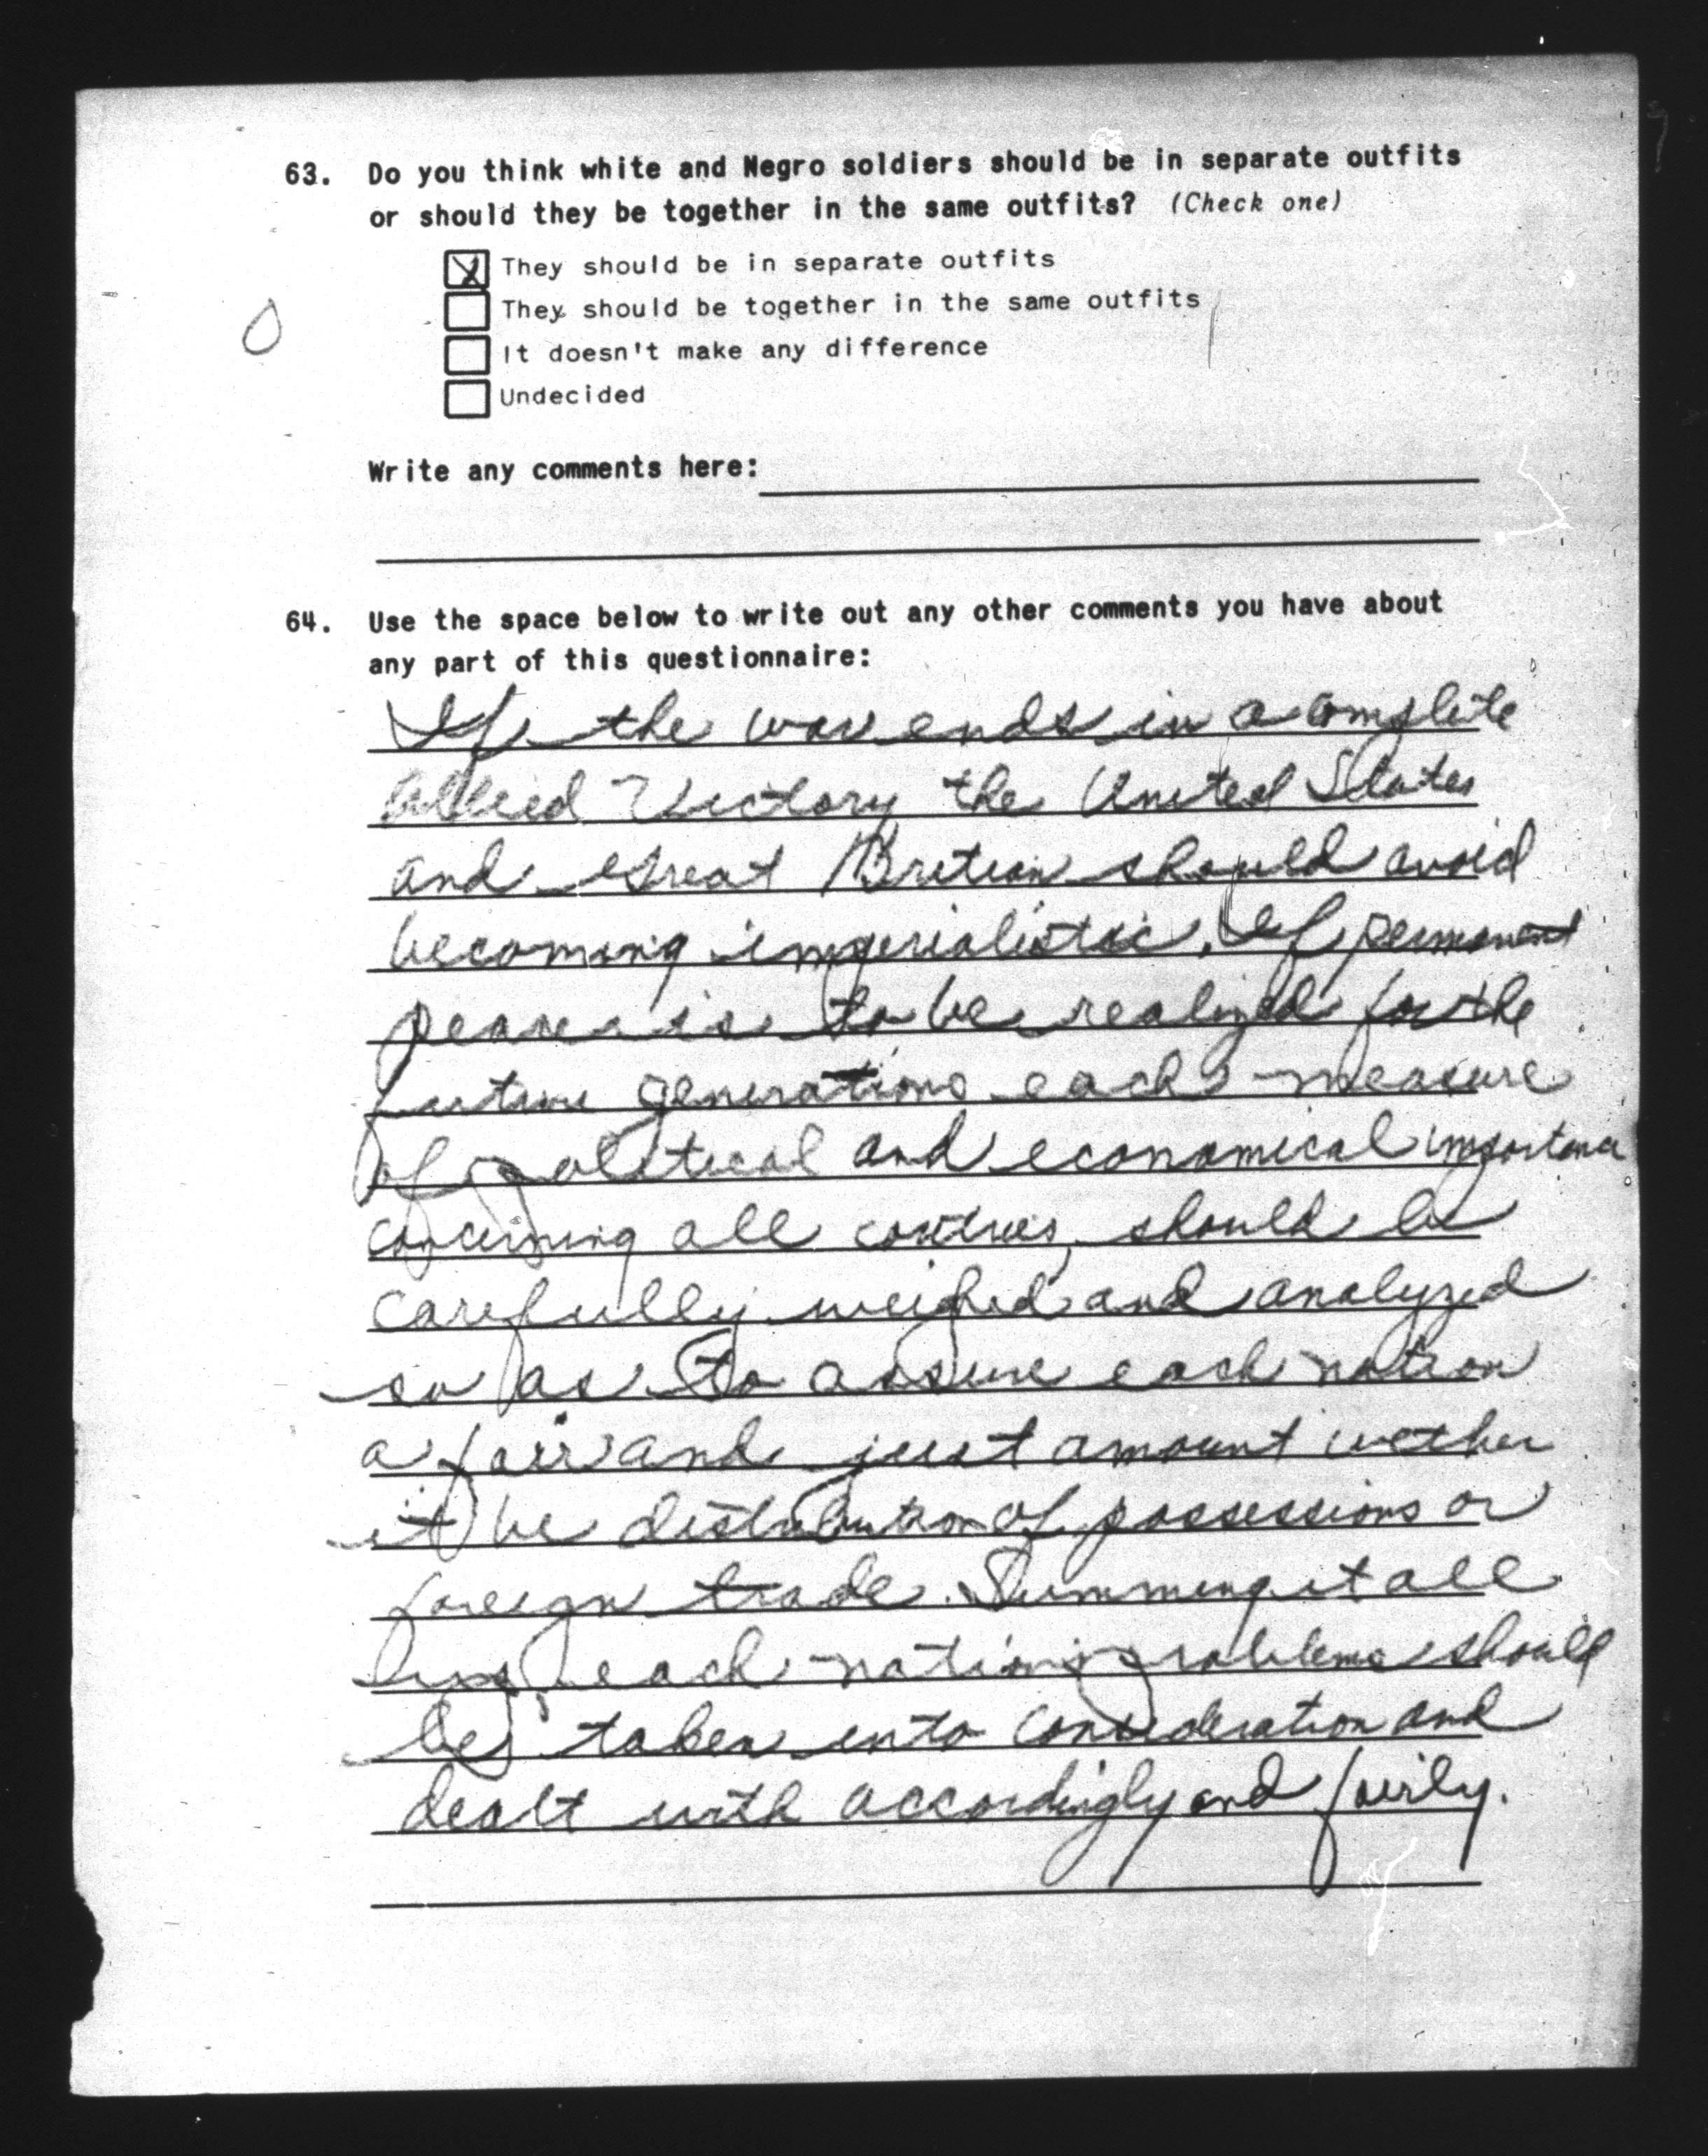 63. Do you think white and Negro soldiers should be in separate outfits
or should they be together in the same outfits? (Check one)
They should be in separate outfits
They should be together in the same outfits
It doesn't make any difference
Undecided
0
Write any comments here:
64. Use the space below to write out any other comments you have about
any part of this questionnaire:
If the war ends in a complete
allied Victory the United States
and Great Britian should avoid
becoming imperialistic. If permanent
peace is to be realized for the
future generations each measure
of political and economical importance
concerning all contries, should be
carefully weighed and analyzed
so as to assure each nation
a fair and just amount wether
it be distribution of possessions or
foreign trade. Summing it all
up each nation's problems should
be taken into consideration and
dealt with accordingly and fairly.